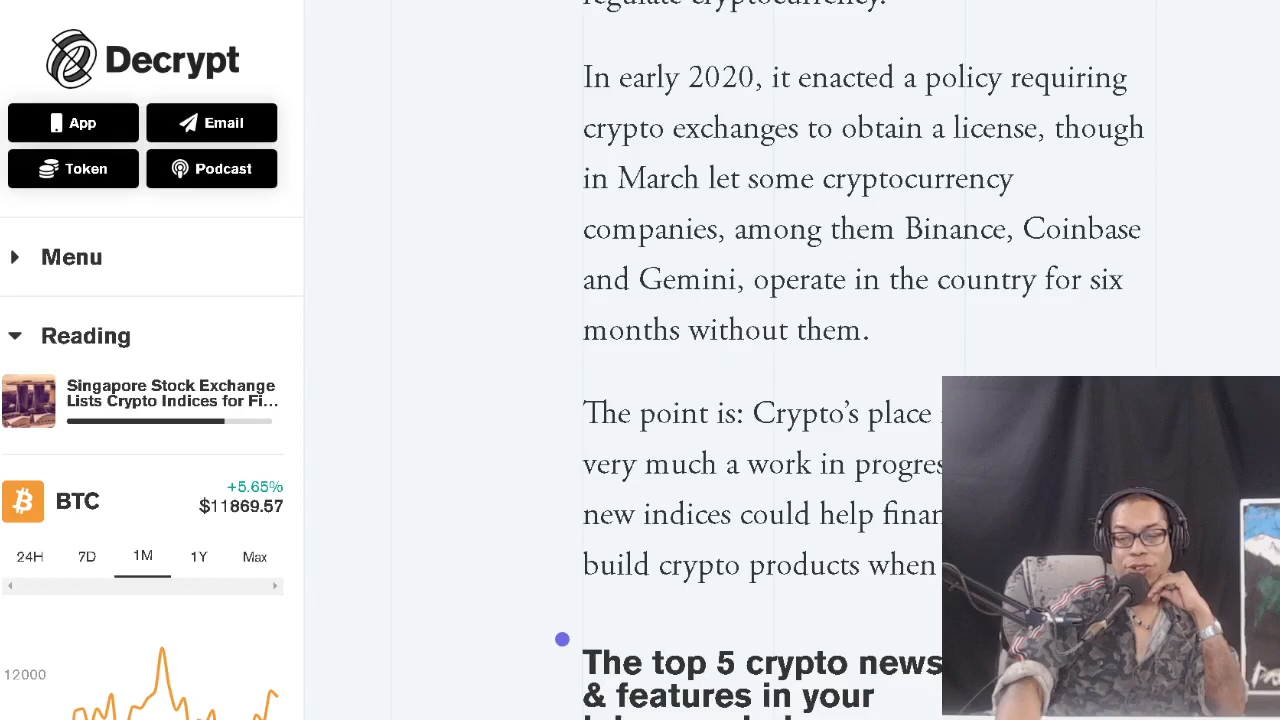 Decrypt
App
Email
Token
Podcast
Menu
Reading
Singapore Stock Exchange
Lists Crypto Indices for Fi...
BTC
+5.65%
$11869.57
24H 7D 1M 1Y Max
12000
regulate cryptocurrency.
In early 2020, it enacted a policy requiring
crypto exchanges to obtain a license, though
in March let some cryptocurrency
companies, among them Binance, Coinbase
and Gemini, operate in the country for six
months without them.
The point is: Crypto’s place
very much a work in progres
new indices could help finan
build crypto products when
The top 5 crypto news
& features in your